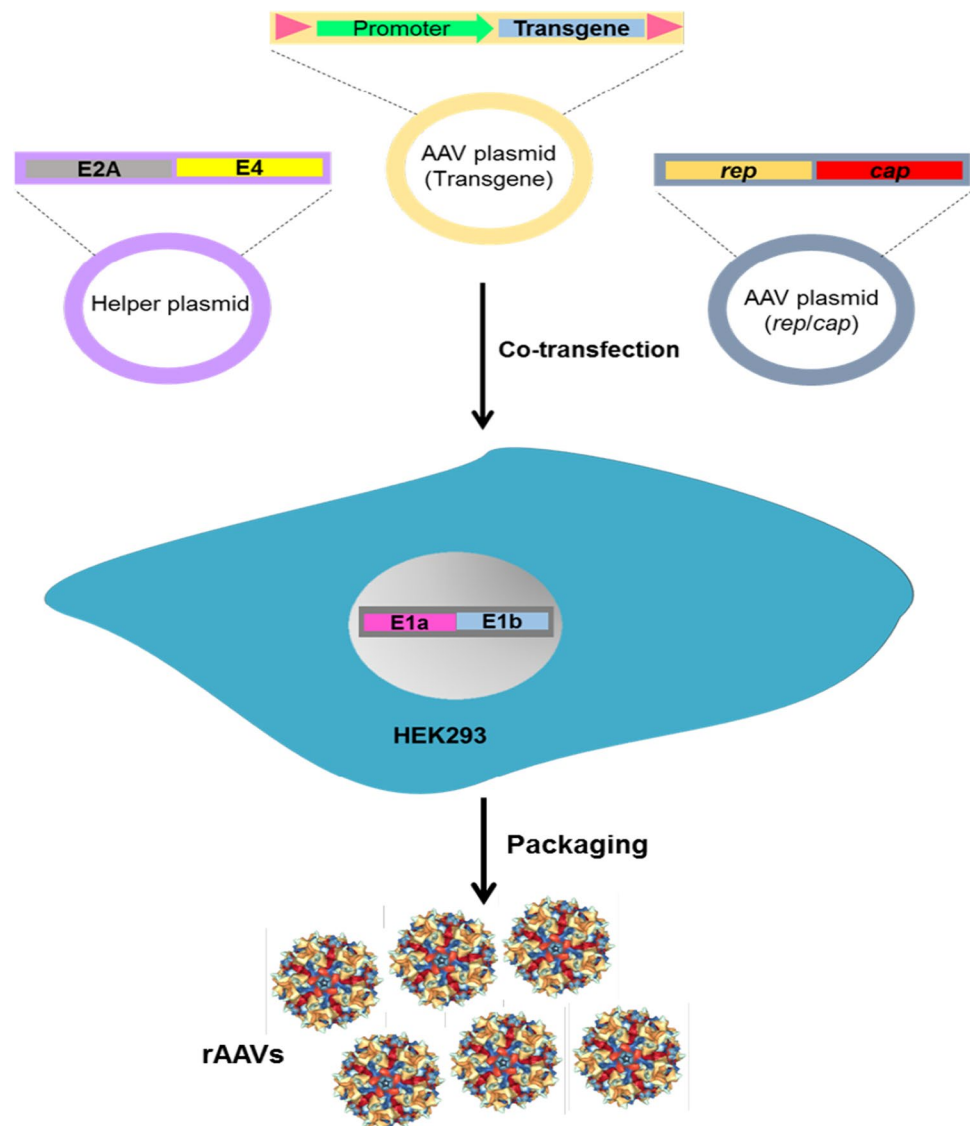 Promoter Transgene
E2A E4
AAV plasmid
(Transgene)
rep cap
Helper plasmid
AAV plasmid
(rep/cap)
Co-transfection
E1a E1b
HEK293
Packaging
rAAVs